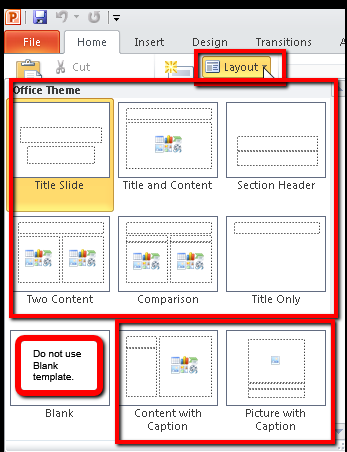 P
File Home Insert Design Transitions A
Cut
Layout
Office Theme
Title Slide Title and Content Section Header
Two Content Comparison Title Only
Do not use
Blank
template.
Blank Content with Picture with
Caption Caption